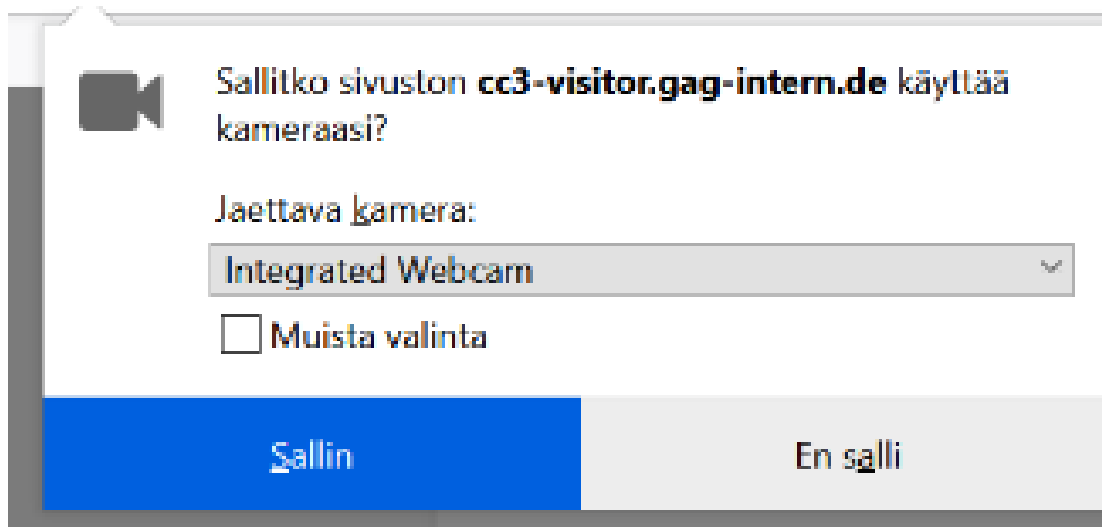 Sallitko sivuston cc3-visitor.gag-intern.de käyttää
kameraasi?
Jaettava kamera:
Integrated Webcam
Muista valinta
Sallin
En salli